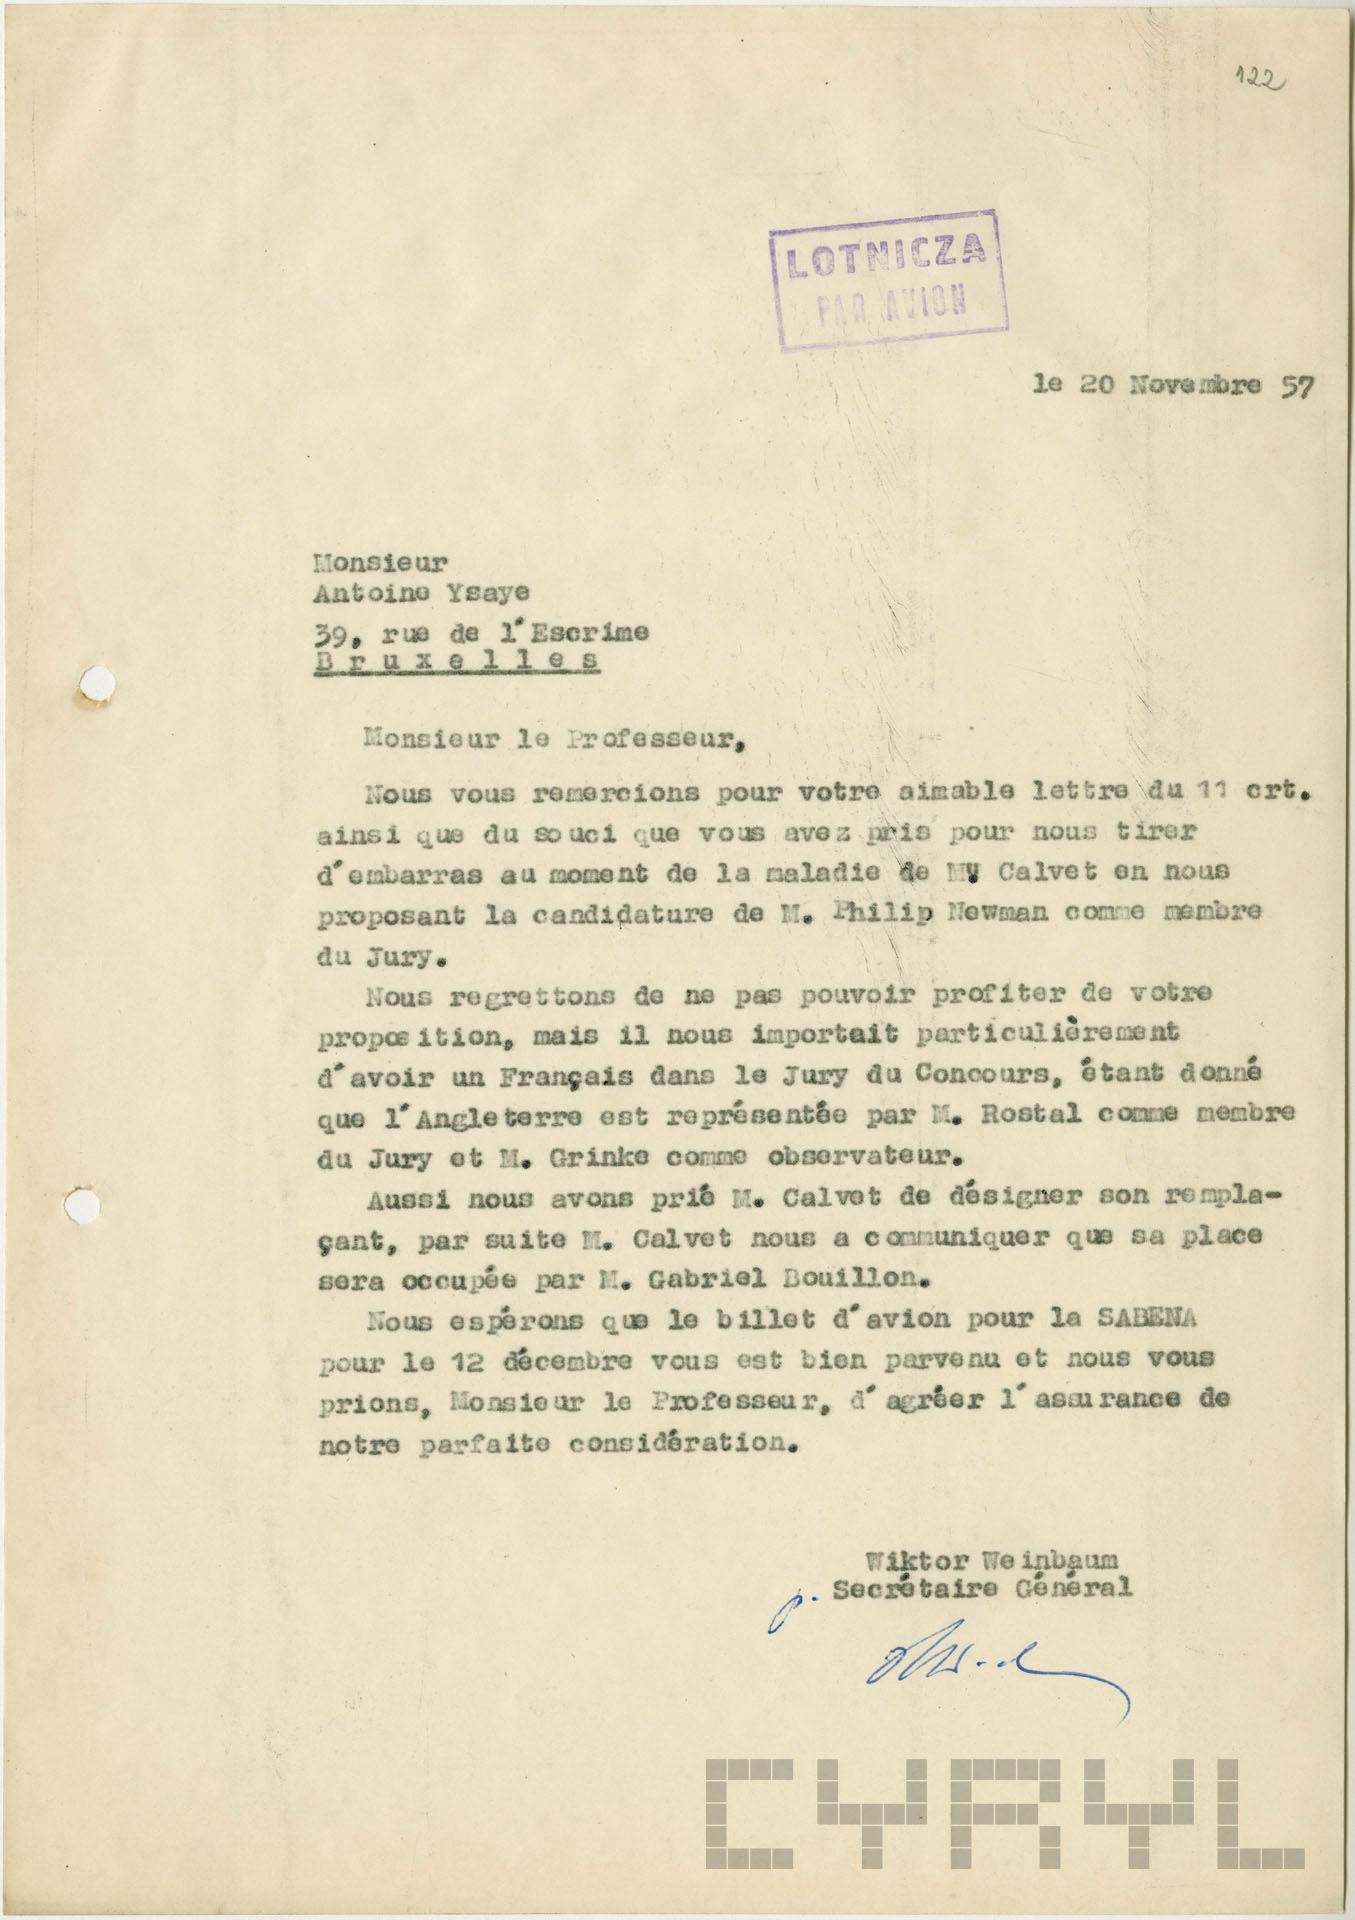 122
LOTNICZA
PAR AVION
le 20 Novembre 57
Monsieur
Antoine Ysaye
39, rue de l'Escrime
Bruxelles
Monsieur le Professeur,
Nous vous remercions pour votre aimable lettre du 11 crt.
ainsi que du souci que vous avez pris pour nous tirer
d'embarras au moment de la maladie de M. Calvet en nous
proposant la candidature de M. Philip Newman comme membre
du Jury.
Nous regrettons de ne pas pouvoir profiter de votre
proposition, mais il nous importait particulièrement
d'avoir un Français dans le Jury du Concours, étant donné
que l'Angleterre est représentée par M. Rostal comme membre
du Jury et M. Grinke comme observateur.
Aussi nous avons prié M. Calvet de désigner son rempla-
çant, par suite M. Calvet nous a communiquer que sa place
sera occupée par M. Gabriel Bouillon.
Nous espérons que le billet d'avion pour la SABENA
pour le 12 décembre vous est bien parvenu et nous vous
prions, Monsieur le Professeur, d'agréer l'assurance de
notre parfaite considération.
Wiktor Weinbaum
p. Secrétaire Général
CYRYL